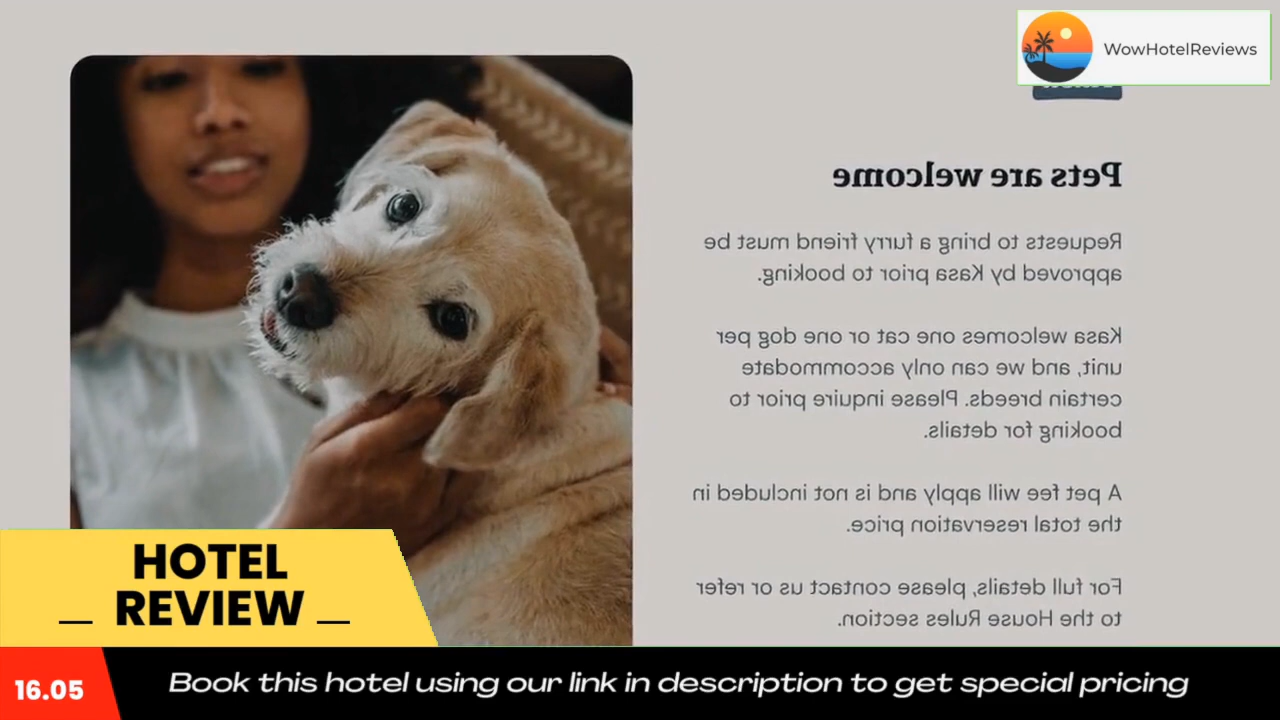 WowHotelReviews
Pets are welcome
Requests to bring a furry friend must be
approved by Kasa prior to booking.
Kasa welcomes one cat or one dog per
unit, and we can only accommodate
certain breeds. Please inquire prior to
booking for details.
A pet fee will apply and is not included in
the total reservation price.
For full details, please contact us or refer
to the House Rules section.
HOTEL
REVIEW
16.05
Book this hotel using our link in description to get special pricing